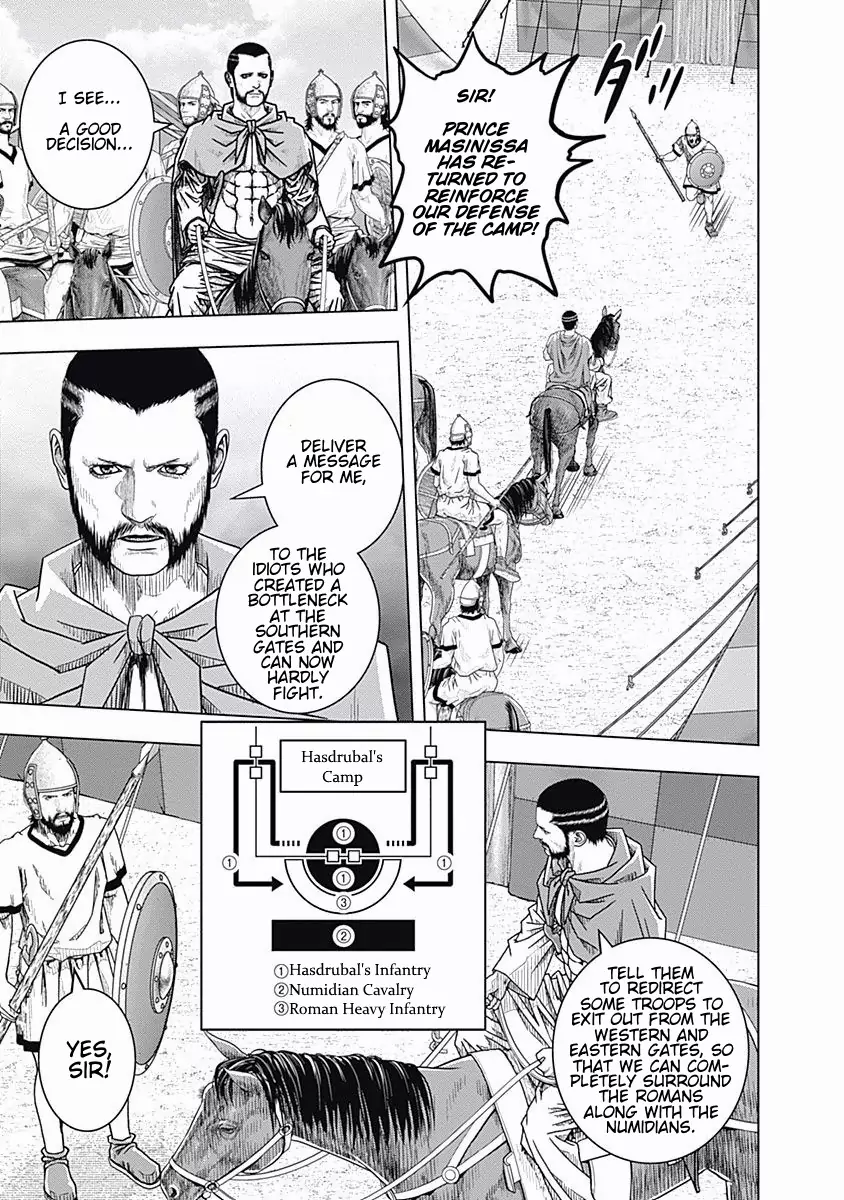 ダッ
SIR!
PRINCE
MASINISSA
HAS RE-
TURNED TO
REINFORCE
OUR DEFENSE
OF THE CAMP!
I SEE...
A GOOD
DECISION...
DELIVER
A MESSAGE
FOR ME,
TO THE
IDIOTS WHO
CREATED A
BOTTLENECK
AT THE
SOUTHERN
GATES AND
CAN NOW
HARDLY
FIGHT.
Hasdrubal's
Camp
①
① ① ①
③
②
①Hasdrubal's Infantry
②Numidian Cavalry
③Roman Heavy Infantry
TELL THEM
TO REDIRECT
SOME TROOPS TO
EXIT OUT FROM THE
WESTERN AND
EASTERN GATES, SO
THAT WE CAN COM-
PLETELY SURROUND
THE ROMANS
ALONG WITH THE
NUMIDIANS.
YES,
SIR!